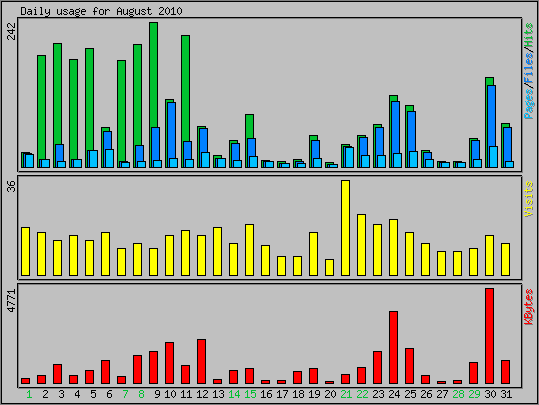 Daily usage for August 2010
242
Pages/Files/Hits
36
Visits
4771
KBytes
1 2 3 4 5 6 7 8 9 10 11 12 13 14 15 16 17 18 19 20 21 22 23 24 25 26 27 28 29 30 31